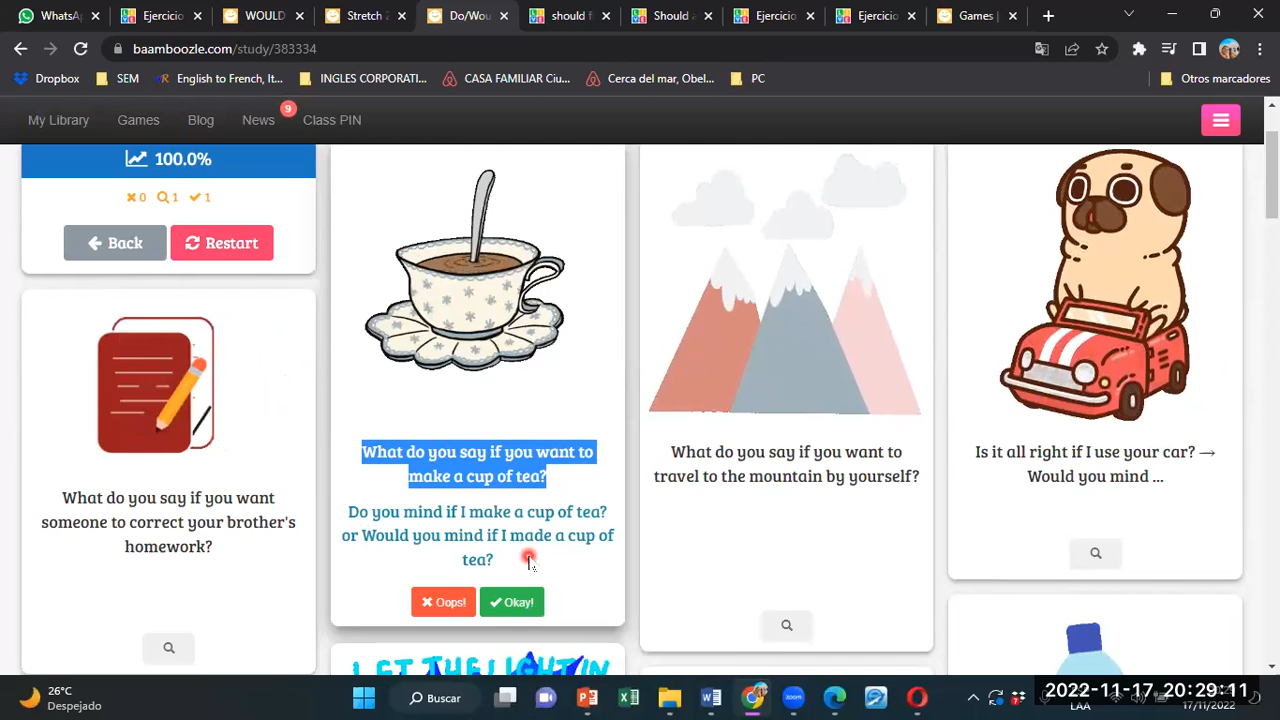 WhatsA
Ejercicio
WOULD
Stretch
Do/Wou
should f
Should a
Ejercicio
Ejercicio
Games |
baamboozle.com/study/383334
Dropbox
SEM
English to French, It...
INGLES CORPORATI...
CASA FAMILIAR Ciu...
Cerca del mar, Obel...
PC
Otros marcadores
My Library
Games
Blog
News
9
Class PIN
100.0%
0 1 1
Back
Restart
What do you say if you want
someone to correct your brother's
homework?
What do you say if you want to
make a cup of tea?
Do you mind if I make a cup of tea?
or Would you mind if I made a cup of
tea?
Oops!
Okay!
LET THE LIGHT IN
What do you say if you want to
travel to the mountain by yourself?
Is it all right if I use your car? →
Would you mind ...
26°C
Despejado
Buscar
2022-11-17 20:29:11
LAA
17/11/2022